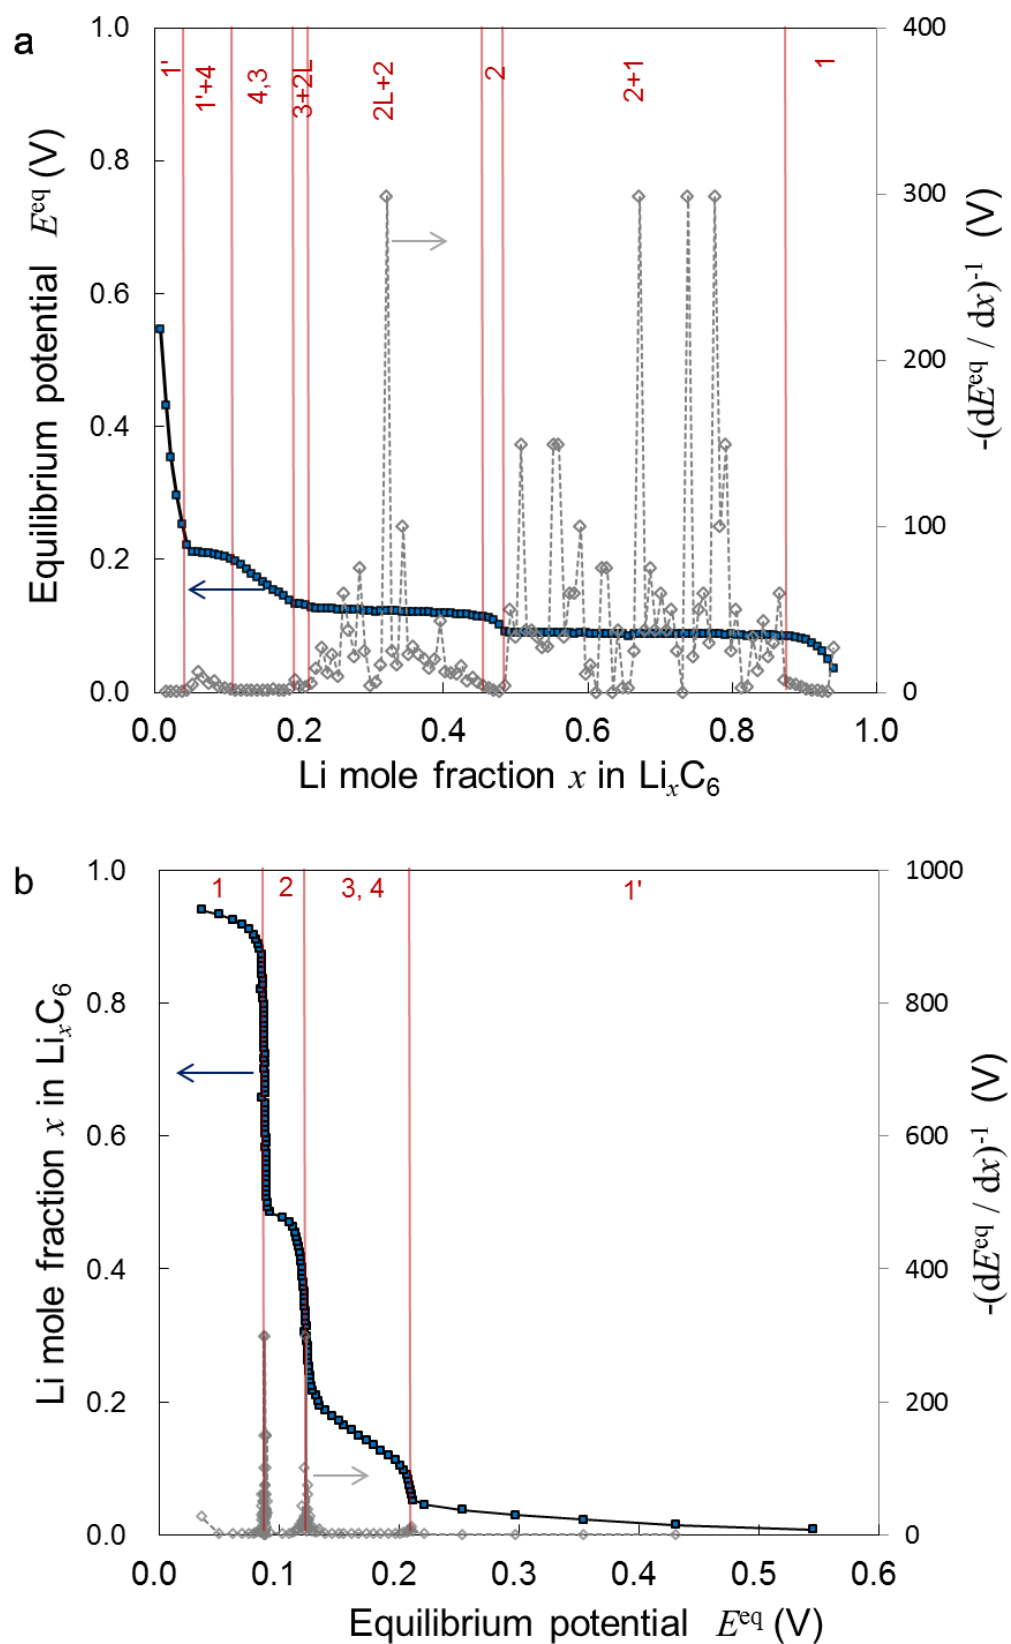 a
1.0
0.8
0.6
0.4
0.2
0.0
Equilibrium potential E^eq (V)
1'
1'+4
4,3
3+2L
2L+2
2
2+1
1
400
300
200
100
0
-(dE^eq / dx)^-1 (V)
0.0 0.2 0.4 0.6 0.8 1.0
Li mole fraction x in Li_xC_6
b
1.0
0.8
0.6
0.4
0.2
0.0
Li mole fraction x in Li_xC_6
1 2 3, 4 1'
1000
800
600
400
200
0
-(dE^eq / dx)^-1 (V)
0.0 0.1 0.2 0.3 0.4 0.5 0.6
Equilibrium potential E^eq (V)